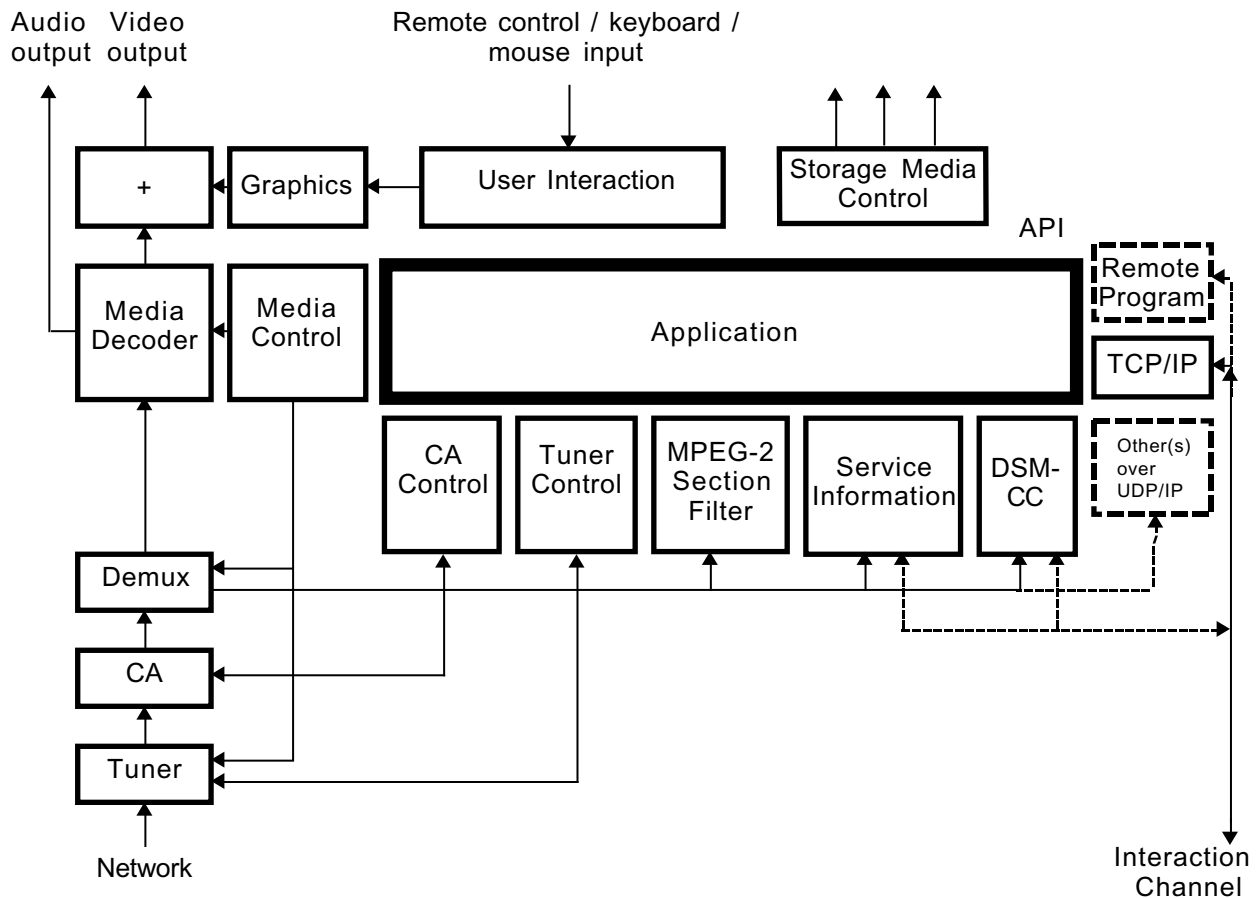 Audio Video
output output
Remote control / keyboard /
mouse input
+
Graphics
User Interaction
Storage Media
Control
API
Media
Decoder
Media
Control
Application
Remote
Program
TCP/IP
CA
Control
Tuner
Control
MPEG-2
Section
Filter
Service
Information
DSM-
CC
Other(s)
over
UDP/IP
Demux
CA
Tuner
Network
Interaction
Channel